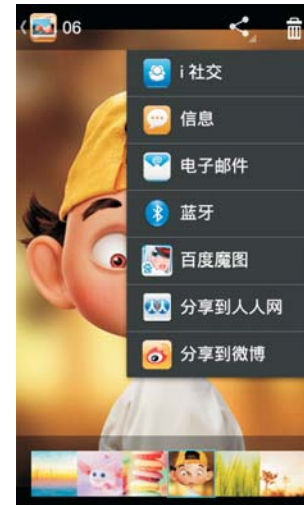 06
i 社交
信息
电子邮件
蓝牙
百度魔图
分享到人人网
分享到微博